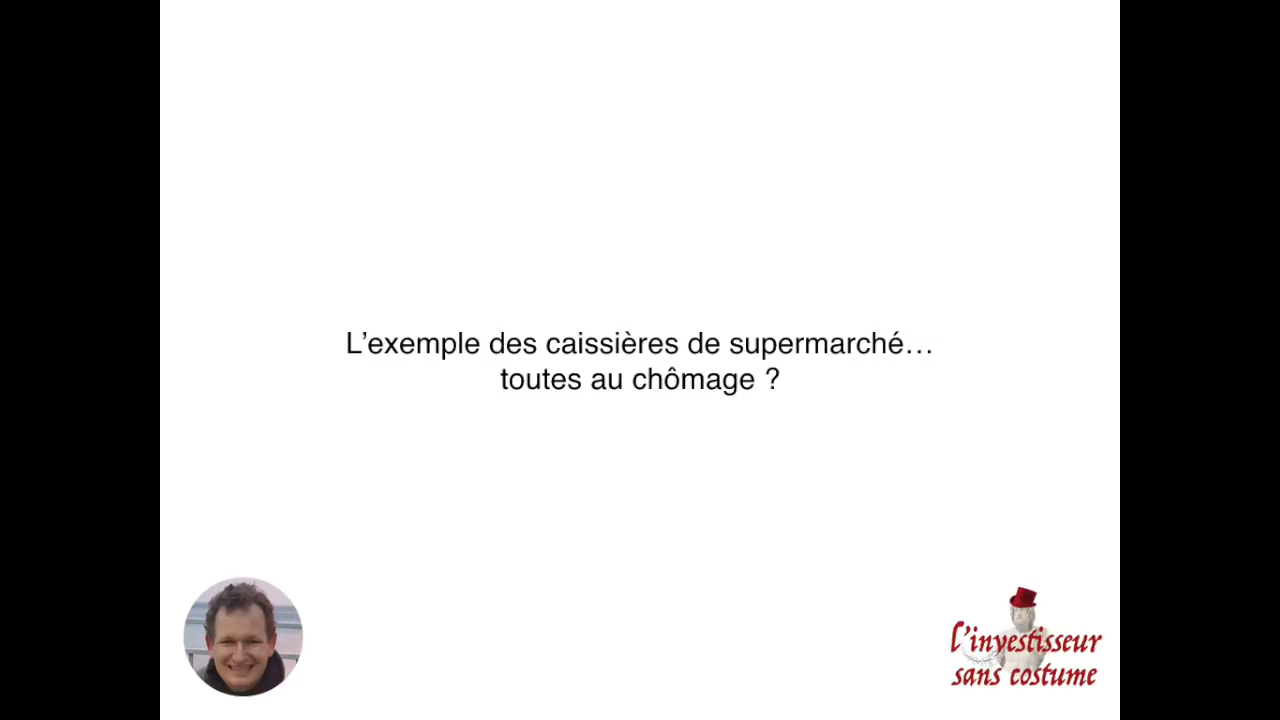 L’exemple des caissières de supermarché…
toutes au chômage ?
l’investisseur
sans costume